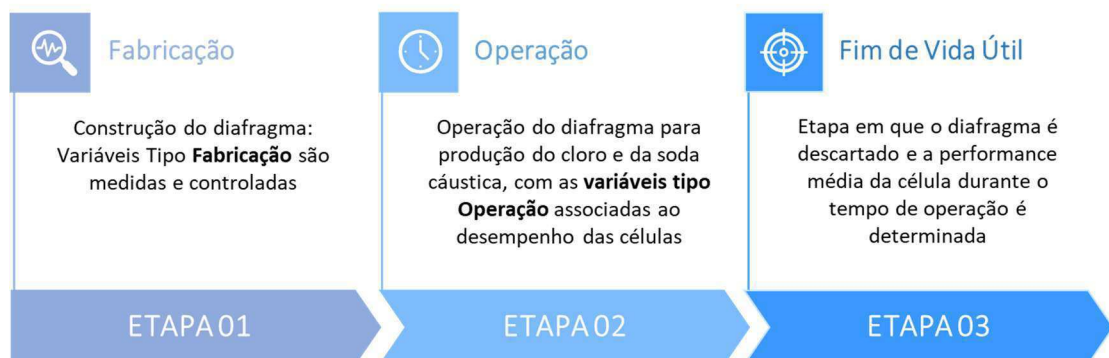 Fabricação
Construção do diafragma:
Variáveis Tipo Fabricação são
medidas e controladas
ETAPA 01
Operação
Operação do diafragma para
produção do cloro e da soda
cáustica, com as variáveis tipo
Operação associadas ao
desempenho das células
ETAPA 02
Fim de Vida Útil
Etapa em que o diafragma é
descartado e a performance
média da célula durante o
tempo de operação é
determinada
ETAPA 03